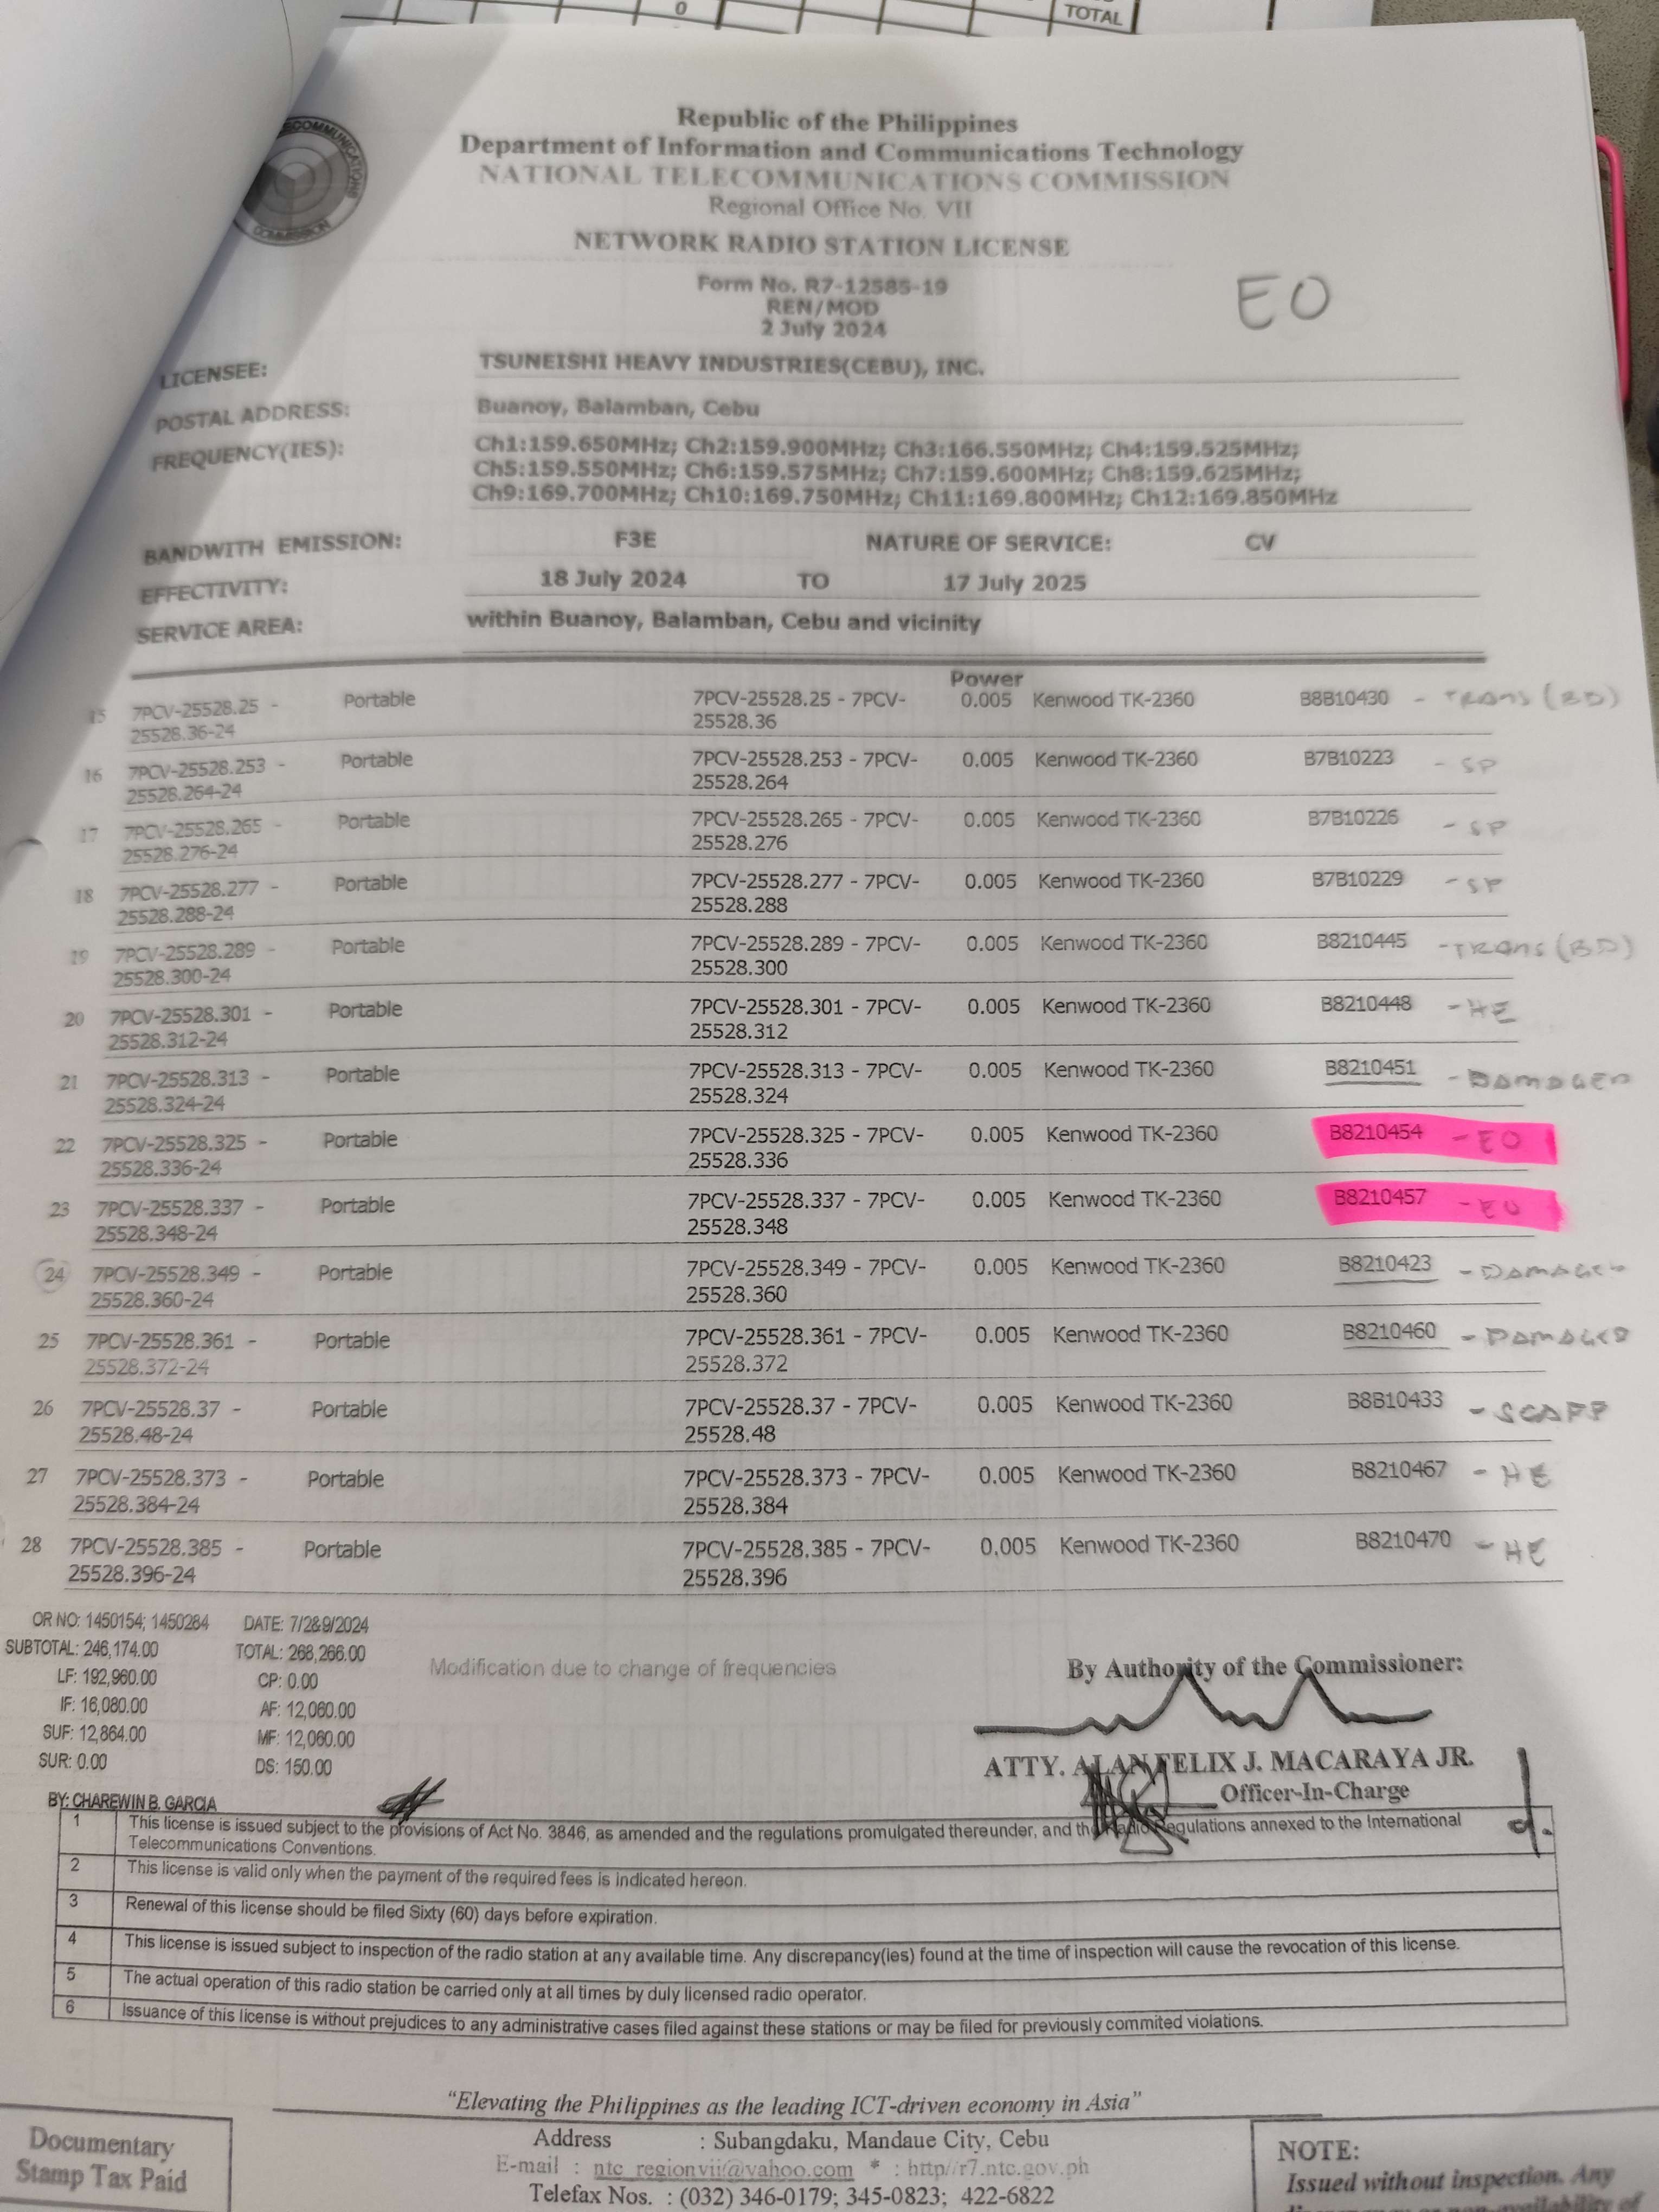 0
TOTAL
Republic of the Philippines
Department of Information and Communications Technology
NATIONAL TELECOMMUNICATIONS COMMISSION
Regional Office No. VII
NETWORK RADIO STATION LICENSE
Form No. R7-12585-19
REN/MOD
2 July 2024
EO
LICENSEE: TSUNEISHI HEAVY INDUSTRIES(CEBU), INC.
POSTAL ADDRESS: Buanoy, Balamban, Cebu
FREQUENCY(IES): Ch1:159.650MHz; Ch2:159.900MHz; Ch3:166.550MHz; Ch4:159.525MHz;
Ch5:159.550MHz; Ch6:159.575MHz; Ch7:159.600MHz; Ch8:159.625MHz;
Ch9:169.700MHz; Ch10:169.750MHz; Ch11:169.800MHz; Ch12:169.850MHz
BANDWITH EMISSION: F3E NATURE OF SERVICE: CV
EFFECTIVITY: 18 July 2024 TO 17 July 2025
SERVICE AREA: within Buanoy, Balamban, Cebu and vicinity
Power
15 7PCV-25528.25 - Portable 7PCV-25528.25 - 7PCV- 0.005 Kenwood TK-2360 B8B10430 - TRANS (BD)
25528.36-24 25528.36
16 7PCV-25528.253 - Portable 7PCV-25528.253 - 7PCV- 0.005 Kenwood TK-2360 B7B10223 - SP
25528.264-24 25528.264
17 7PCV-25528.265 - Portable 7PCV-25528.265 - 7PCV- 0.005 Kenwood TK-2360 B7B10226 - SP
25528.276-24 25528.276
18 7PCV-25528.277 - Portable 7PCV-25528.277 - 7PCV- 0.005 Kenwood TK-2360 B7B10229 - SP
25528.288-24 25528.288
19 7PCV-25528.289 - Portable 7PCV-25528.289 - 7PCV- 0.005 Kenwood TK-2360 B8210445 - TRANS (BD)
25528.300-24 25528.300
20 7PCV-25528.301 - Portable 7PCV-25528.301 - 7PCV- 0.005 Kenwood TK-2360 B8210448 - HE
25528.312-24 25528.312
21 7PCV-25528.313 - Portable 7PCV-25528.313 - 7PCV- 0.005 Kenwood TK-2360 B8210451 - DAMAGED
25528.324-24 25528.324
22 7PCV-25528.325 - Portable 7PCV-25528.325 - 7PCV- 0.005 Kenwood TK-2360 B8210454 - EO
25528.336-24 25528.336
23 7PCV-25528.337 - Portable 7PCV-25528.337 - 7PCV- 0.005 Kenwood TK-2360 B8210457 - EO
25528.348-24 25528.348
24 7PCV-25528.349 - Portable 7PCV-25528.349 - 7PCV- 0.005 Kenwood TK-2360 B8210423 - DAMAGED
25528.360-24 25528.360
25 7PCV-25528.361 - Portable 7PCV-25528.361 - 7PCV- 0.005 Kenwood TK-2360 B8210460 - DAMAGED
25528.372-24 25528.372
26 7PCV-25528.37 - Portable 7PCV-25528.37 - 7PCV- 0.005 Kenwood TK-2360 B8B10433 - SCAFF
25528.48-24 25528.48
27 7PCV-25528.373 - Portable 7PCV-25528.373 - 7PCV- 0.005 Kenwood TK-2360 B8210467 - HE
25528.384-24 25528.384
28 7PCV-25528.385 - Portable 7PCV-25528.385 - 7PCV- 0.005 Kenwood TK-2360 B8210470 - HE
25528.396-24 25528.396
OR NO: 1450154; 1450284 DATE: 7/2&9/2024
SUBTOTAL: 246,174.00 TOTAL: 268,266.00
LF: 192,960.00 CP: 0.00
IF: 16,080.00 AF: 12,060.00
SUF: 12,864.00 MF: 12,060.00
SUR: 0.00 DS: 150.00
Modification due to change of frequencies
By Authority of the Commissioner:
ATTY. ALAN FELIX J. MACARAYA JR.
Officer-In-Charge
BY: CHAREWIN B. GARCIA
1 This license is issued subject to the provisions of Act No. 3846, as amended and the regulations promulgated thereunder, and the Radio Regulations annexed to the International
Telecommunications Conventions.
2 This license is valid only when the payment of the required fees is indicated hereon.
3 Renewal of this license should be filed Sixty (60) days before expiration.
4 This license is issued subject to inspection of the radio station at any available time. Any discrepancy(ies) found at the time of inspection will cause the revocation of this license.
5 The actual operation of this radio station be carried only at all times by duly licensed radio operator.
6 Issuance of this license is without prejudices to any administrative cases filed against these stations or may be filed for previously commited violations.
"Elevating the Philippines as the leading ICT-driven economy in Asia"
Address : Subangdaku, Mandaue City, Cebu
E-mail : ntc_regionvii@yahoo.com * : http//r7.ntc.gov.ph
Telefax Nos. : (032) 346-0179; 345-0823; 422-6822
Documentary
Stamp Tax Paid
NOTE:
Issued without inspection. Any